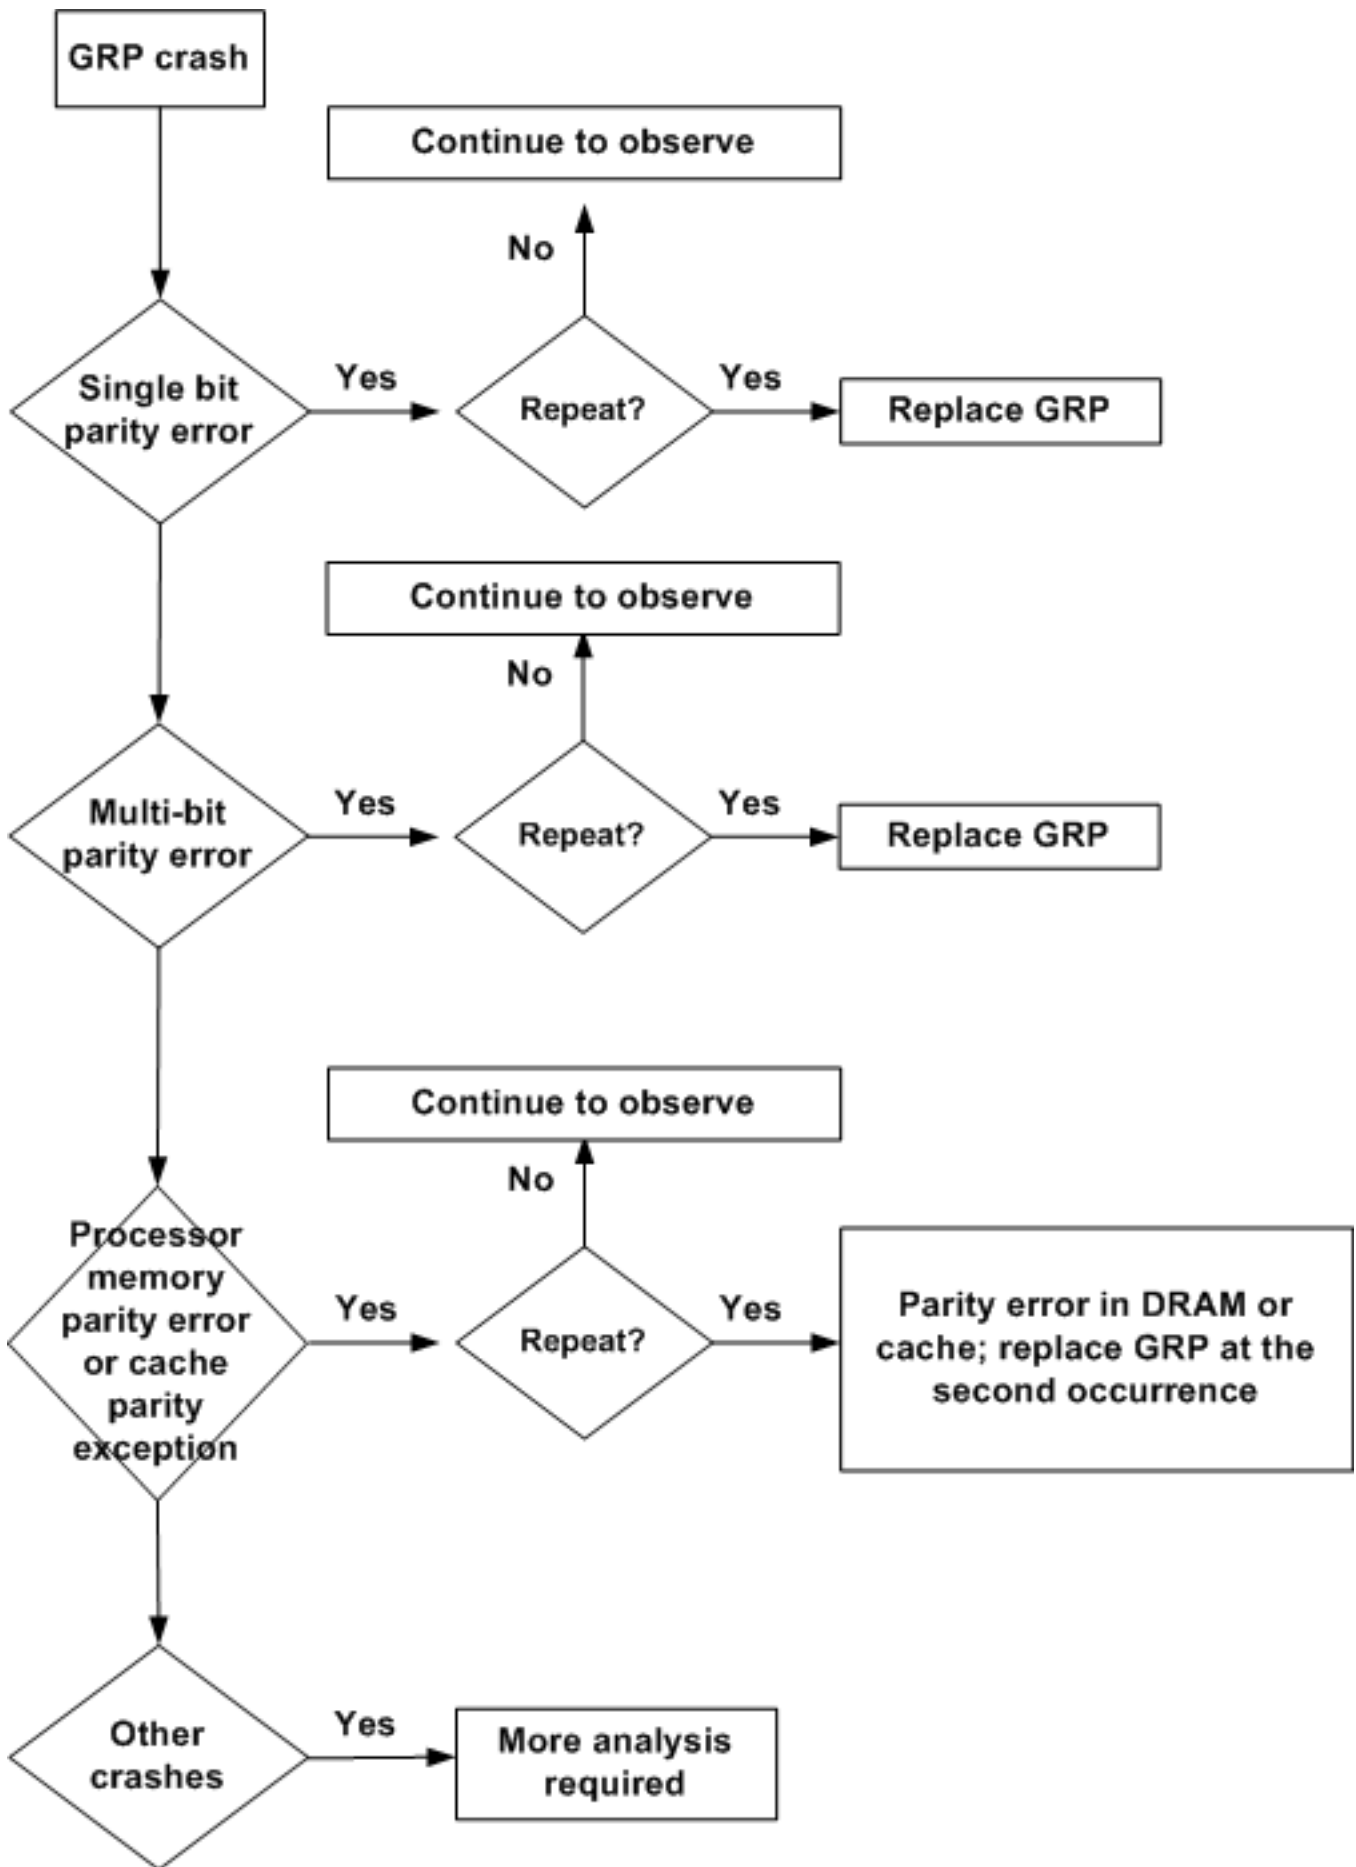 GRP crash
Continue to observe
No
Single bit
parity error
Yes
Repeat?
Yes
Replace GRP
Continue to observe
No
Multi-bit
parity error
Yes
Repeat?
Yes
Replace GRP
Continue to observe
No
Processor
memory
parity error
or cache
parity
exception
Yes
Repeat?
Yes
Parity error in DRAM or
cache; replace GRP at the
second occurrence
Other
crashes
Yes
More analysis
required